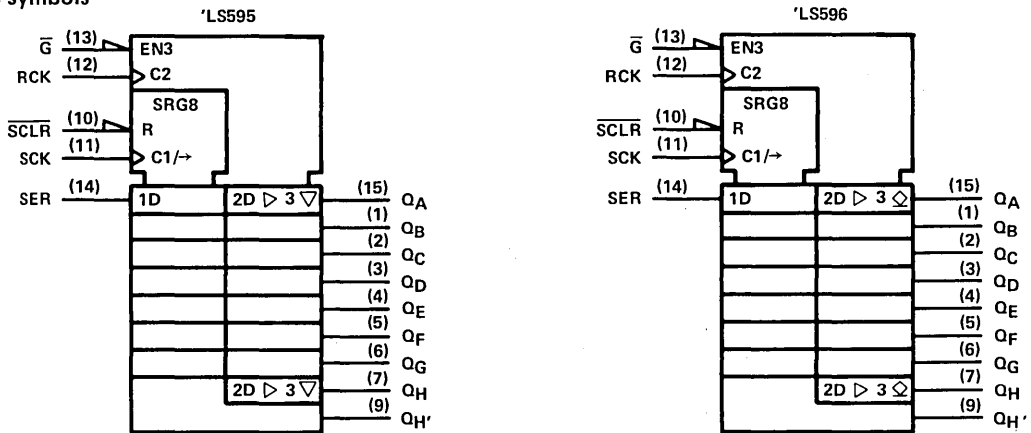 symbols
'LS595
G̅ (13) EN3
RCK (12) C2
SRG8
S̅C̅L̅R̅ (10) R
SCK (11) C1/→
SER (14) 1D 2D ▷ 3 ▽ (15) QA
(1) QB
(2) QC
(3) QD
(4) QE
(5) QF
(6) QG
2D ▷ 3 ▽ (7) QH
(9) QH'
'LS596
G̅ (13) EN3
RCK (12) C2
SRG8
S̅C̅L̅R̅ (10) R
SCK (11) C1/→
SER (14) 1D 2D ▷ 3 ◇ (15) QA
(1) QB
(2) QC
(3) QD
(4) QE
(5) QF
(6) QG
2D ▷ 3 ◇ (7) QH
(9) QH'